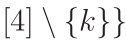 [4] \ {k}}